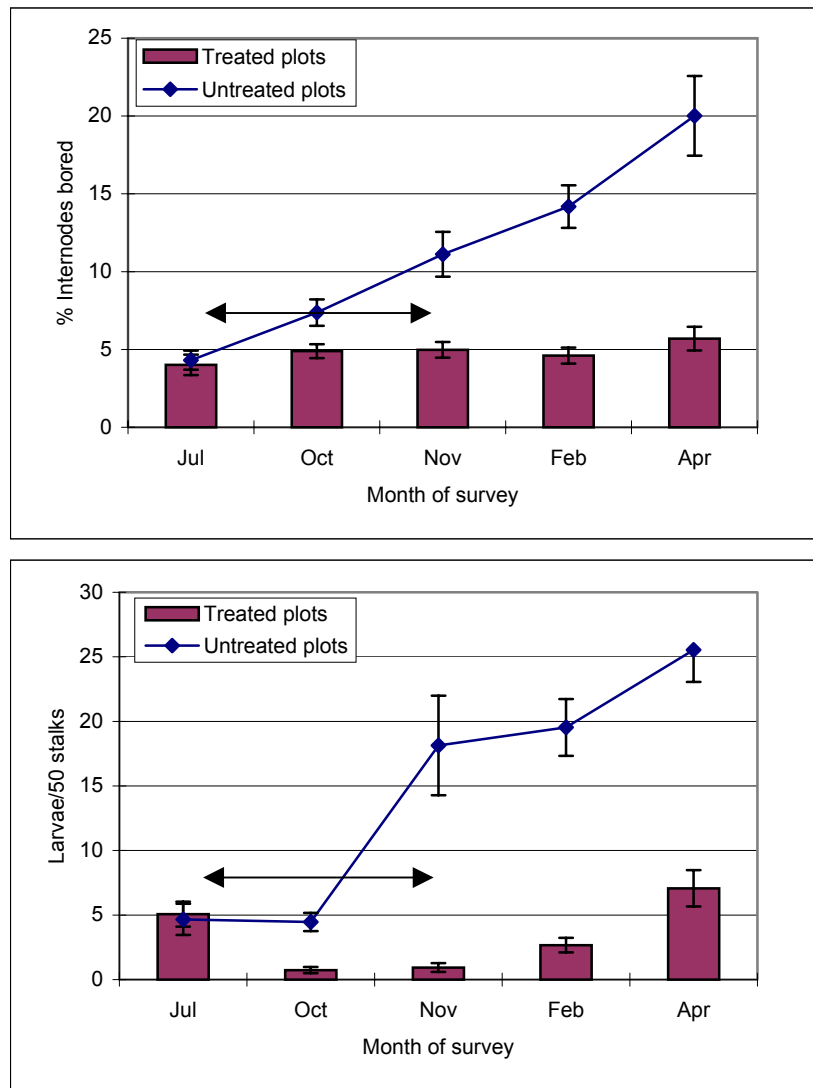 Treated plots
Untreated plots
% Internodes bored
25
20
15
10
5
0
Jul Oct Nov Feb Apr
Month of survey
Treated plots
Untreated plots
Larvae/50 stalks
30
25
20
15
10
5
0
Jul Oct Nov Feb Apr
Month of survey